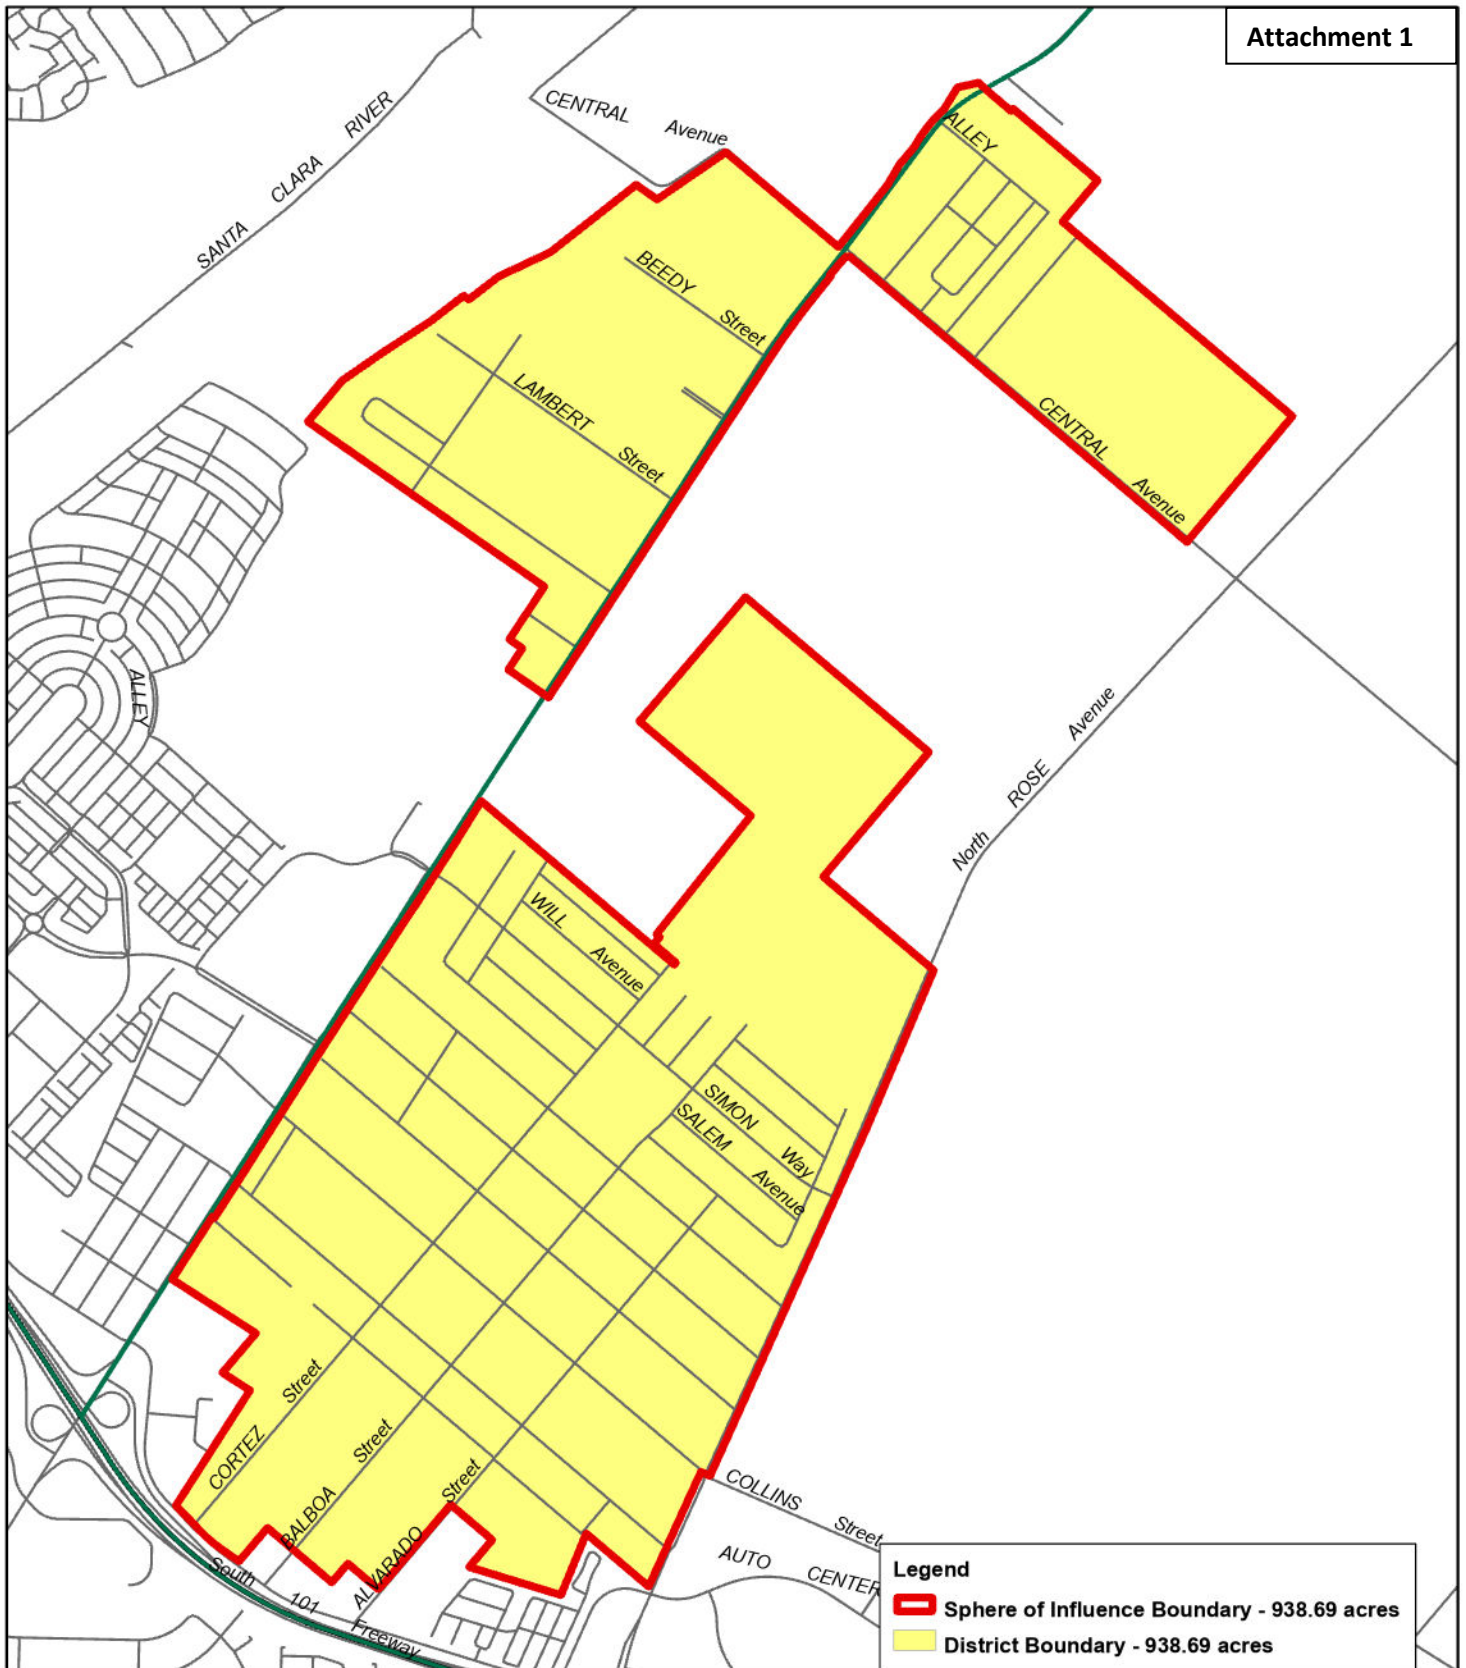 Attachment 1
CENTRAL Avenue
SANTA CLARA RIVER
ALLEY
BEEDY Street
LAMBERT Street
CENTRAL Avenue
ALLEY
North ROSE Avenue
WILL Avenue
SIMON Way
SALEM Avenue
CORTEZ Street
BALBOA Street
ALVARADO Street
South 101 Freeway
COLLINS Street
AUTO CENTER
Legend
Sphere of Influence Boundary - 938.69 acres
District Boundary - 938.69 acres